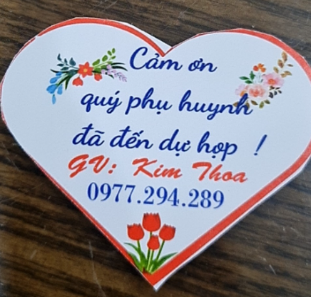 Cảm ơn
quý phụ huynh
đã đến dự họp !
GV: Kim Thoa
0977.294.289